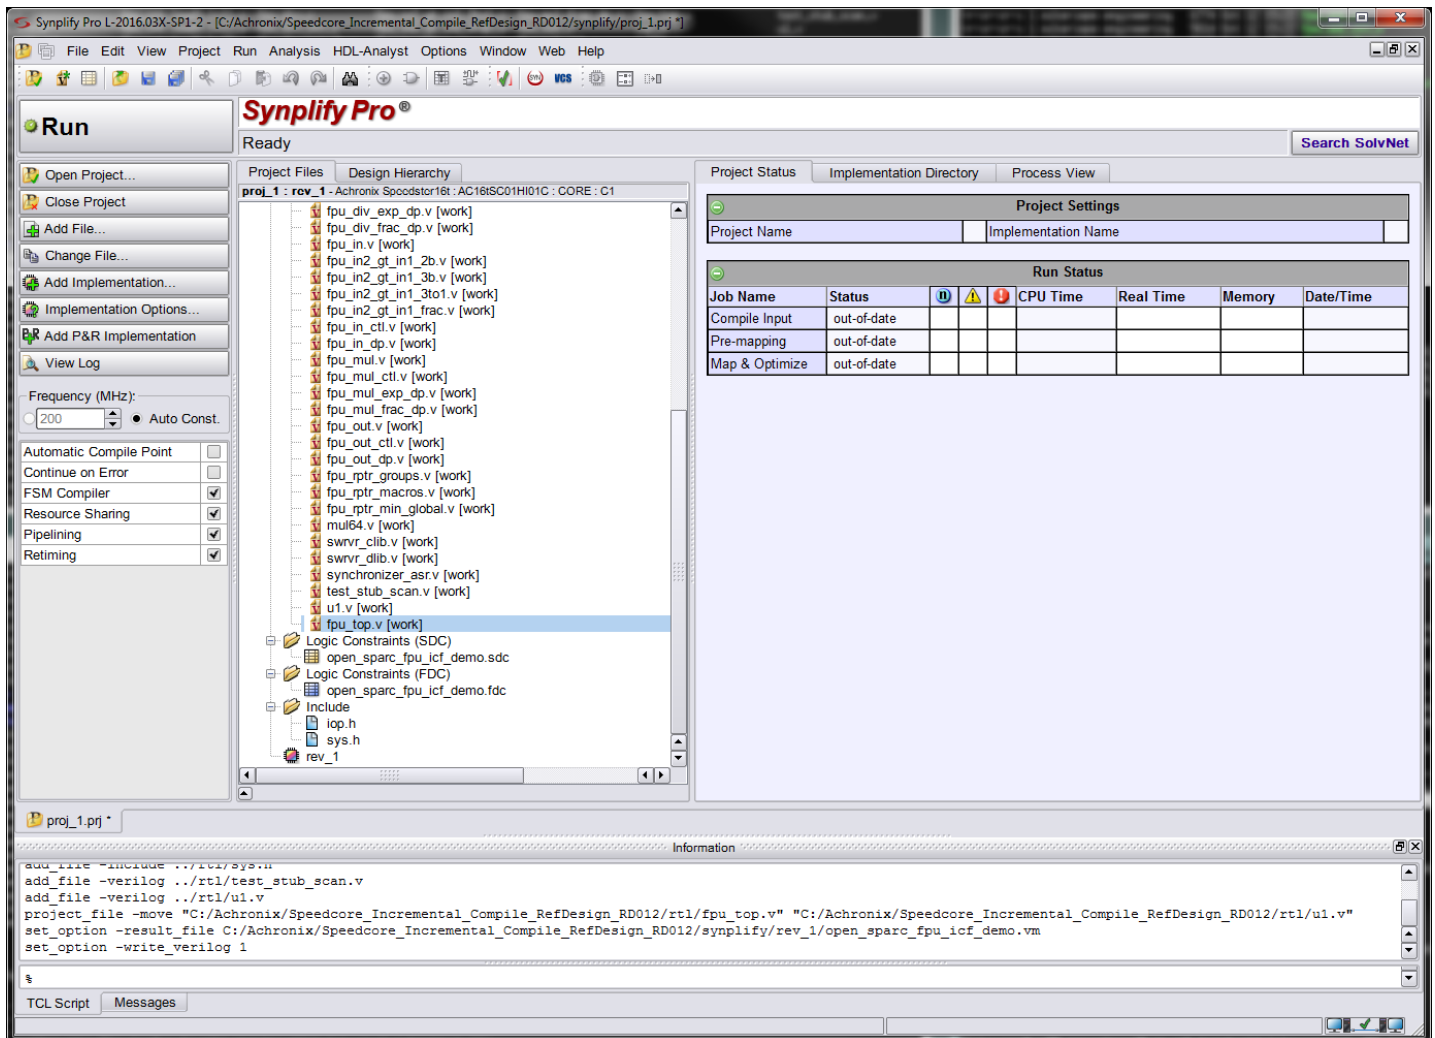 Synplify Pro L-2016.03X-SP1-2 - [C:/Achronix/Speedcore_Incremental_Compile_RefDesign_RD012/synplify/proj_1.prj *]
File Edit View Project Run Analysis HDL-Analyst Options Window Web Help
VCS
Run
Synplify Pro®
Ready
Search SolvNet
Open Project...
Close Project
Add File...
Change File...
Add Implementation...
Implementation Options...
P&R Add P&R Implementation
View Log
Frequency (MHz):
200 Auto Const.
Automatic Compile Point
Continue on Error
FSM Compiler
Resource Sharing
Pipelining
Retiming
Project Files Design Hierarchy
proj_1 : rev_1 - Achronix Speedster16t : AC16tSC01HI01C : CORE : C1
fpu_div_exp_dp.v [work]
fpu_div_frac_dp.v [work]
fpu_in.v [work]
fpu_in2_gt_in1_2b.v [work]
fpu_in2_gt_in1_3b.v [work]
fpu_in2_gt_in1_3to1.v [work]
fpu_in2_gt_in1_frac.v [work]
fpu_in_ctl.v [work]
fpu_in_dp.v [work]
fpu_mul.v [work]
fpu_mul_ctl.v [work]
fpu_mul_exp_dp.v [work]
fpu_mul_frac_dp.v [work]
fpu_out.v [work]
fpu_out_ctl.v [work]
fpu_out_dp.v [work]
fpu_rptr_groups.v [work]
fpu_rptr_macros.v [work]
fpu_rptr_min_global.v [work]
mul64.v [work]
swrvr_clib.v [work]
swrvr_dlib.v [work]
synchronizer_asr.v [work]
test_stub_scan.v [work]
u1.v [work]
fpu_top.v [work]
Logic Constraints (SDC)
open_sparc_fpu_icf_demo.sdc
Logic Constraints (FDC)
open_sparc_fpu_icf_demo.fdc
Include
iop.h
sys.h
rev_1
Project Status Implementation Directory Process View
Project Settings
Project Name Implementation Name
Run Status
Job Name Status CPU Time Real Time Memory Date/Time
Compile Input out-of-date
Pre-mapping out-of-date
Map & Optimize out-of-date
proj_1.prj *
Information
add_file -include ../rtl/sys.h
add_file -verilog ../rtl/test_stub_scan.v
add_file -verilog ../rtl/u1.v
project_file -move "C:/Achronix/Speedcore_Incremental_Compile_RefDesign_RD012/rtl/fpu_top.v" "C:/Achronix/Speedcore_Incremental_Compile_RefDesign_RD012/rtl/u1.v"
set_option -result_file C:/Achronix/Speedcore_Incremental_Compile_RefDesign_RD012/synplify/rev_1/open_sparc_fpu_icf_demo.vm
set_option -write_verilog 1
%
TCL Script Messages